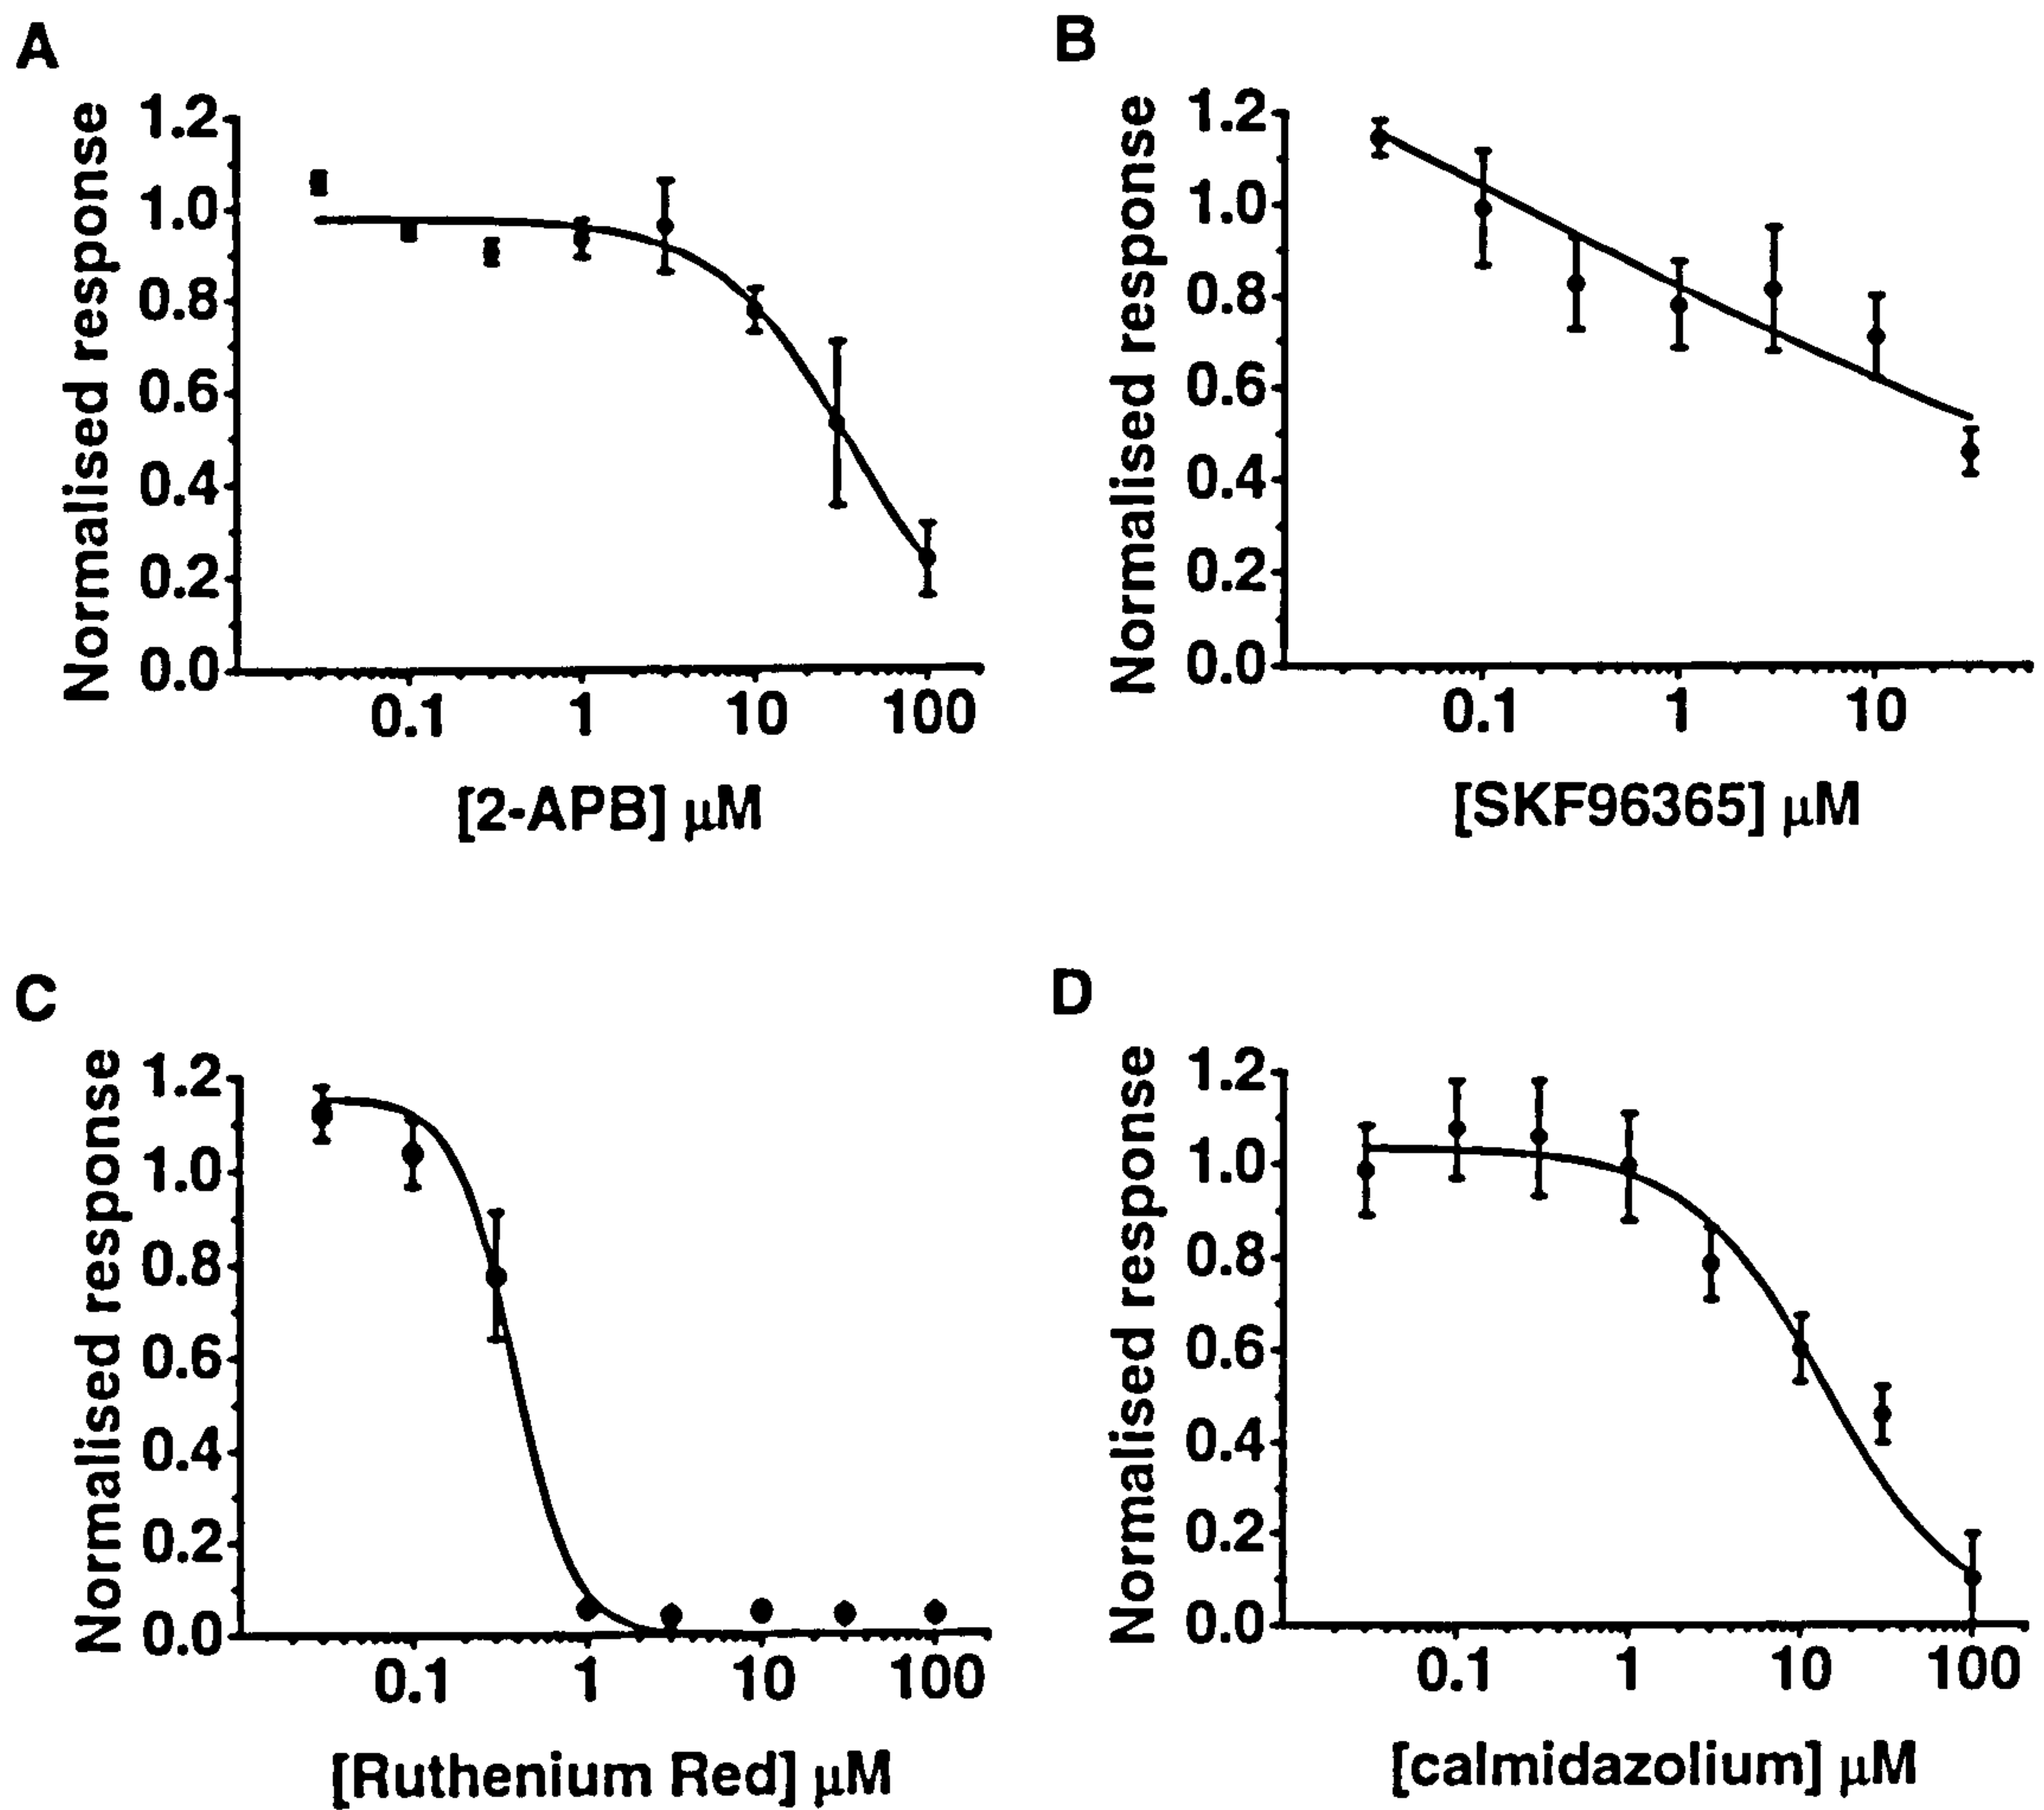 A
Normalised response
1.2
1.0
0.8
0.6
0.4
0.2
0.0
0.1 1 10 100
[2-APB] μM
B
Normalised response
1.2
1.0
0.8
0.6
0.4
0.2
0.0
0.1 1 10
[SKF96365] μM
C
Normalised response
1.2
1.0
0.8
0.6
0.4
0.2
0.0
0.1 1 10 100
[Ruthenium Red] μM
D
Normalised response
1.2
1.0
0.8
0.6
0.4
0.2
0.0
0.1 1 10 100
[calmidazolium] μM